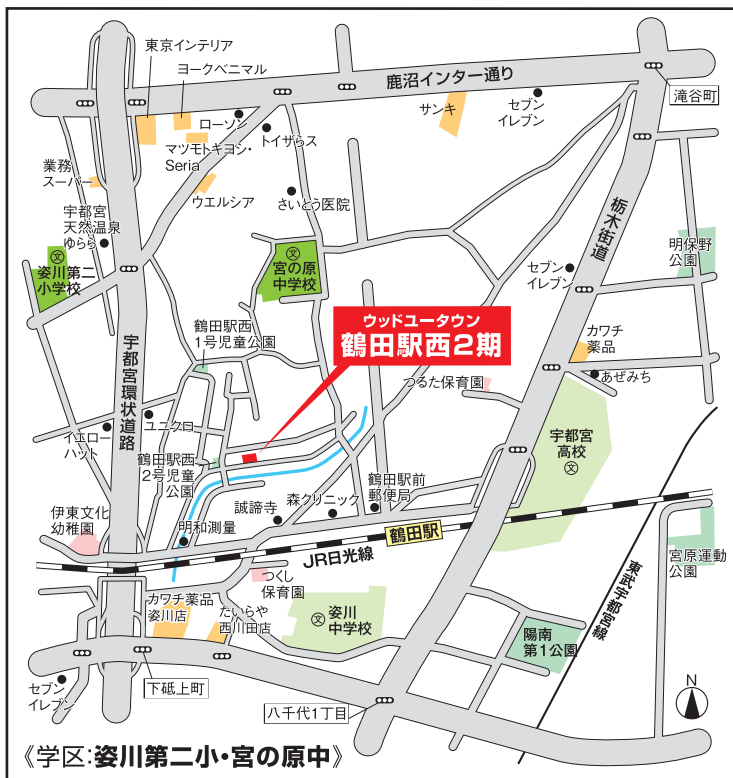 東京インテリア
ヨークベニマル
鹿沼インター通り
滝谷町
ローソン
トイザらス
サンキ
セブン
イレブン
マツモトキヨシ・
Seria
業務
スーパー
ウエルシア
さいとう医院
栃木街道
宇都宮
天然温泉
ゆらら
文
姿川第二
小学校
文
宮の原
中学校
セブン
イレブン
明保野
公園
ウッドユータウン
鶴田駅西2期
鶴田駅西
1号児童公園
カワチ
薬品
あぜみち
つるた保育園
宇都宮環状道路
ユニクロ
イエロー
ハット
鶴田駅西
2号児童
公園
宇都宮
高校
文
鶴田駅前
郵便局
森クリニック
誠諦寺
伊東文化
幼稚園
明和測量
鶴田駅
JR日光線
宮原運動
公園
東武宇都宮線
つくし
保育園
カワチ薬品
姿川店
たいらや
西川田店
文
姿川
中学校
陽南
第1公園
セブン
イレブン
下砥上町
八千代1丁目
N
《学区:姿川第二小・宮の原中》